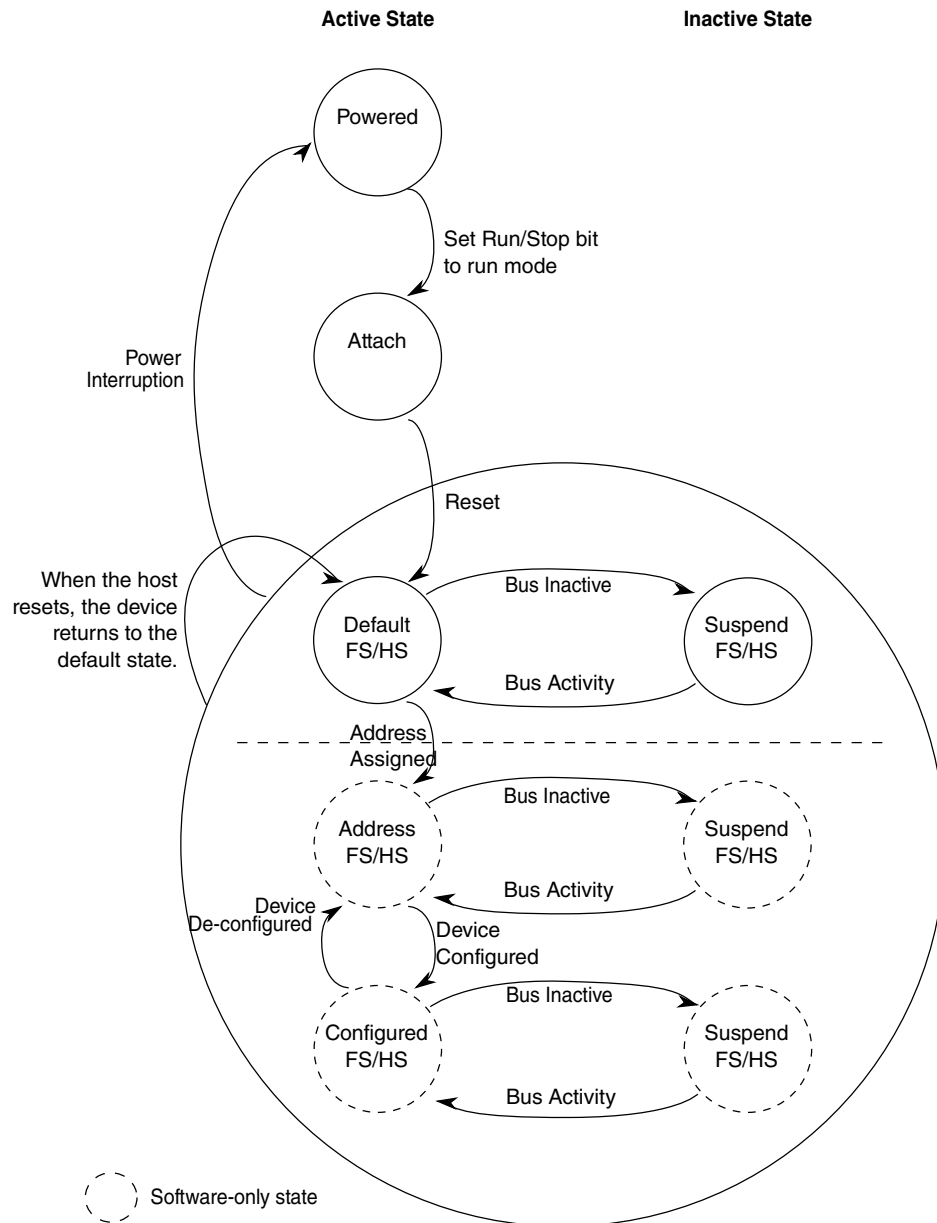 Active State
Inactive State
Powered
Set Run/Stop bit
to run mode
Attach
Power
Interruption
Reset
When the host
resets, the device
returns to the
default state.
Default
FS/HS
Bus Inactive
Suspend
FS/HS
Bus Activity
Address
Assigned
Address
FS/HS
Bus Inactive
Suspend
FS/HS
Bus Activity
Device
De-configured
Device
Configured
Configured
FS/HS
Bus Inactive
Suspend
FS/HS
Bus Activity
Software-only state